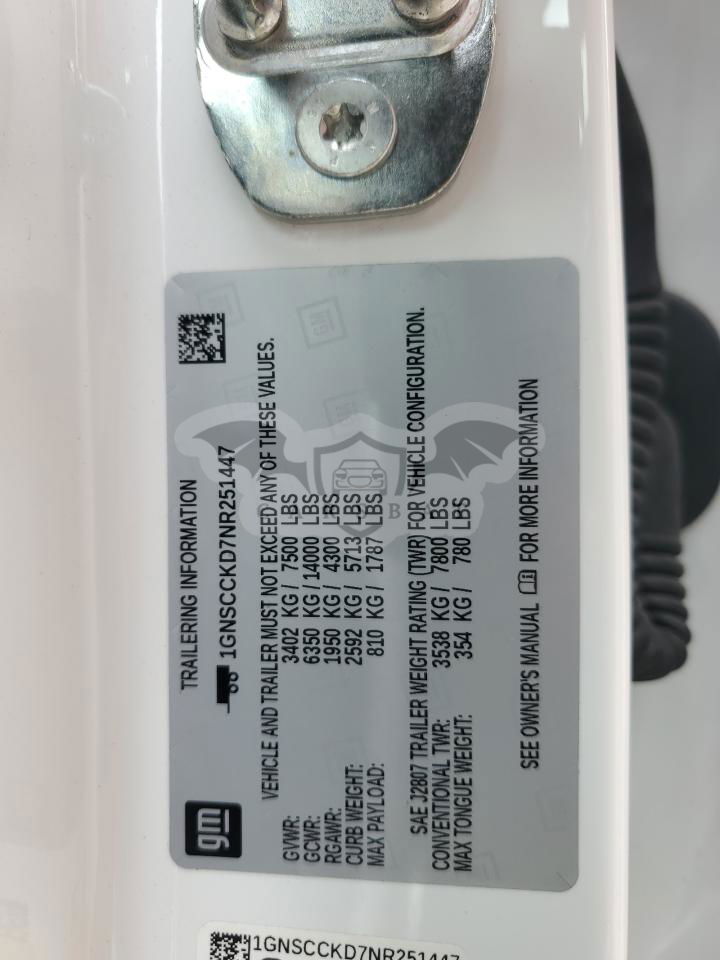 gm
TRAILERING INFORMATION
1GNSCCKD7NR251447
VEHICLE AND TRAILER MUST NOT EXCEED ANY OF THESE VALUES.
GVWR: 3402 KG / 7500 LBS
GCWR: 6350 KG / 14000 LBS
RGAWR: 1950 KG / 4300 LBS
CURB WEIGHT: 2592 KG / 5713 LBS
MAX PAYLOAD: 810 KG / 1787 LBS
SAE J2807 TRAILER WEIGHT RATING (TWR) FOR VEHICLE CONFIGURATION.
CONVENTIONAL TWR: 3538 KG / 7800 LBS
MAX TONGUE WEIGHT: 354 KG / 780 LBS
SEE OWNER'S MANUAL FOR MORE INFORMATION
1GNSCCKD7NR251447